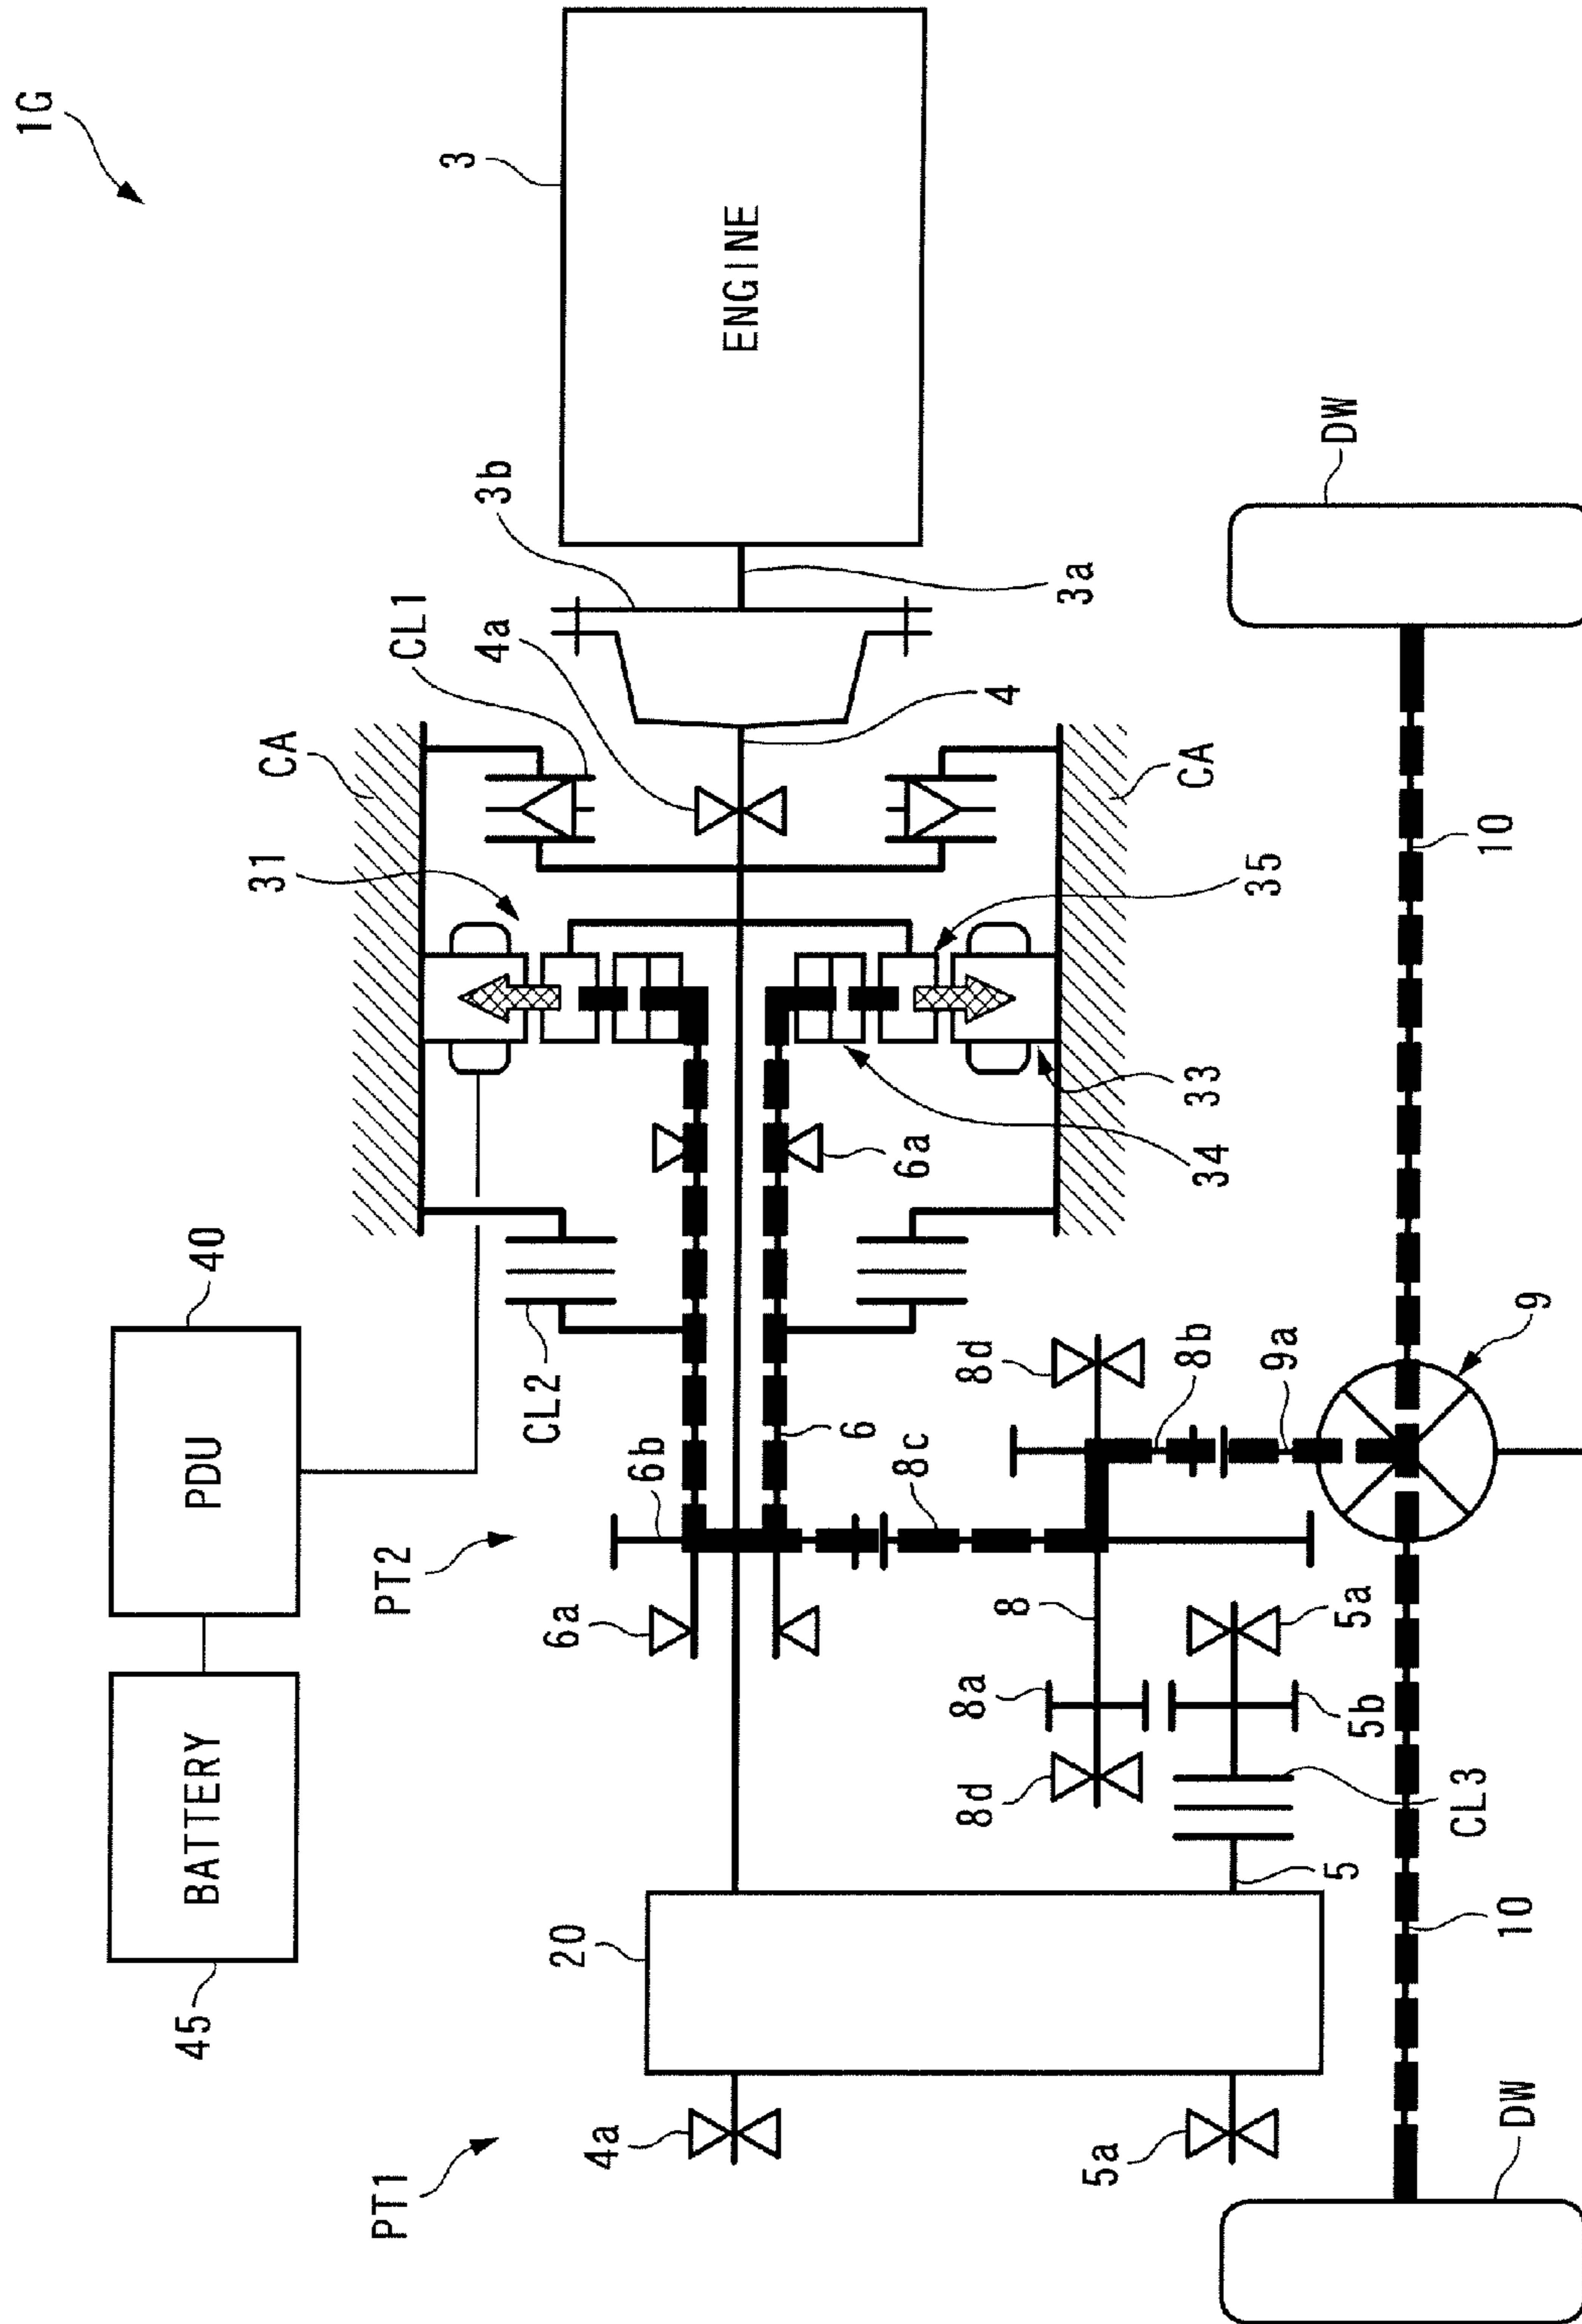 1G
3
ENGINE
3b
3a
CL1
4a
4
CA
CA
31
35
33
34
6a
40
PDU
CL2
6
6b
PT2
6a
8c
8d
8b
9a
9
DW
10
8
8a
8d
5a
5b
CL3
5
10
BATTERY
45
20
4a
5a
PT1
DW